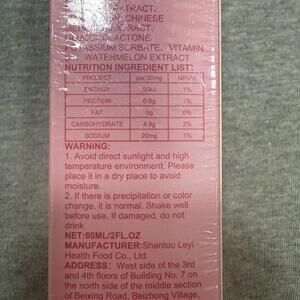 EXTRACT.
CHINESE
EXTRACT,
LACTONE,
POTASSIUM SORBATE, VITAMIN
WATERMELON EXTRACT
NUTRITION INGREDIENT LIST:
PROJECT per 30mg NRV%
ENERGY 90kJ 1%
PROTEIN 0.6g 1%
FAT 0g 0%
CARBOHYDRATE 4.8g 2%
SODIUM 20mg 1%
WARNING:
1. Avoid direct sunlight and high
temperature environment. Please
place it in a dry place to avoid
moisture.
2. If there is precipitation or color
change, it is normal. Shake well
before use. If damaged, do not
drink.
NET:60ML/2FL.OZ
MANUFACTURER:Shantou Leyi
Health Food Co., Ltd.
ADDRESS: West side of the 3rd
and 4th floors of Building No. 7 on
the north side of the middle section
of Beixing Road, Baizhong Village,